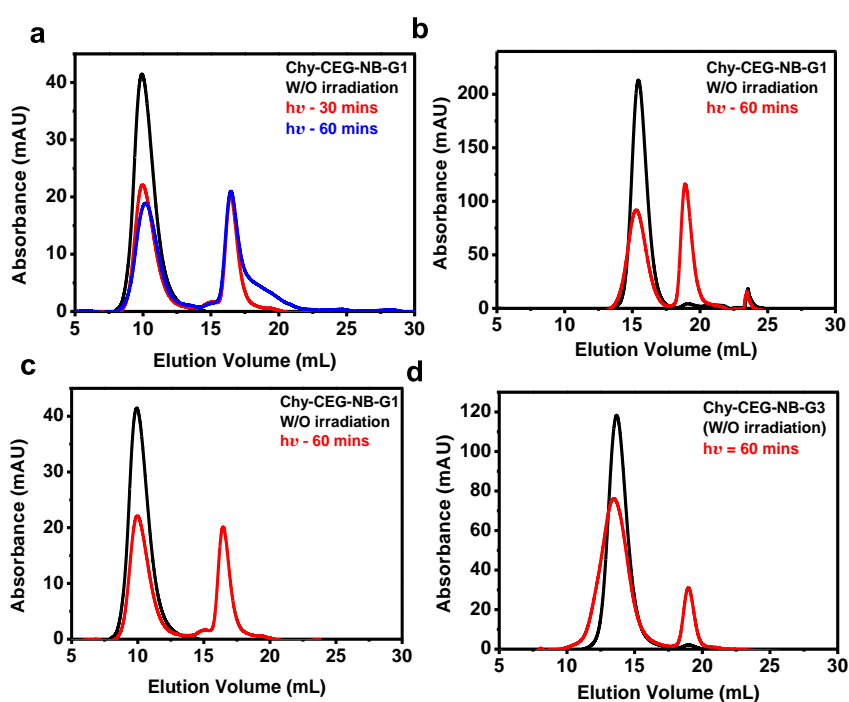 a
Chy-CEG-NB-G1
W/O irradiation
hυ - 30 mins
hυ - 60 mins
Absorbance (mAU)
40
30
20
10
0
5 10 15 20 25 30
Elution Volume (mL)
b
Chy-CEG-NB-G1
W/O irradiation
hυ - 60 mins
Absorbance (mAU)
200
150
100
50
0
5 10 15 20 25 30
Elution Volume (mL)
c
Chy-CEG-NB-G1
W/O irradiation
hυ - 60 mins
Absorbance (mAU)
40
30
20
10
0
5 10 15 20 25 30
Elution Volume (mL)
d
Chy-CEG-NB-G3
(W/O irradiation)
hυ = 60 mins
Absorbance (mAU)
120
100
80
60
40
20
0
5 10 15 20 25 30
Elution Volume (mL)